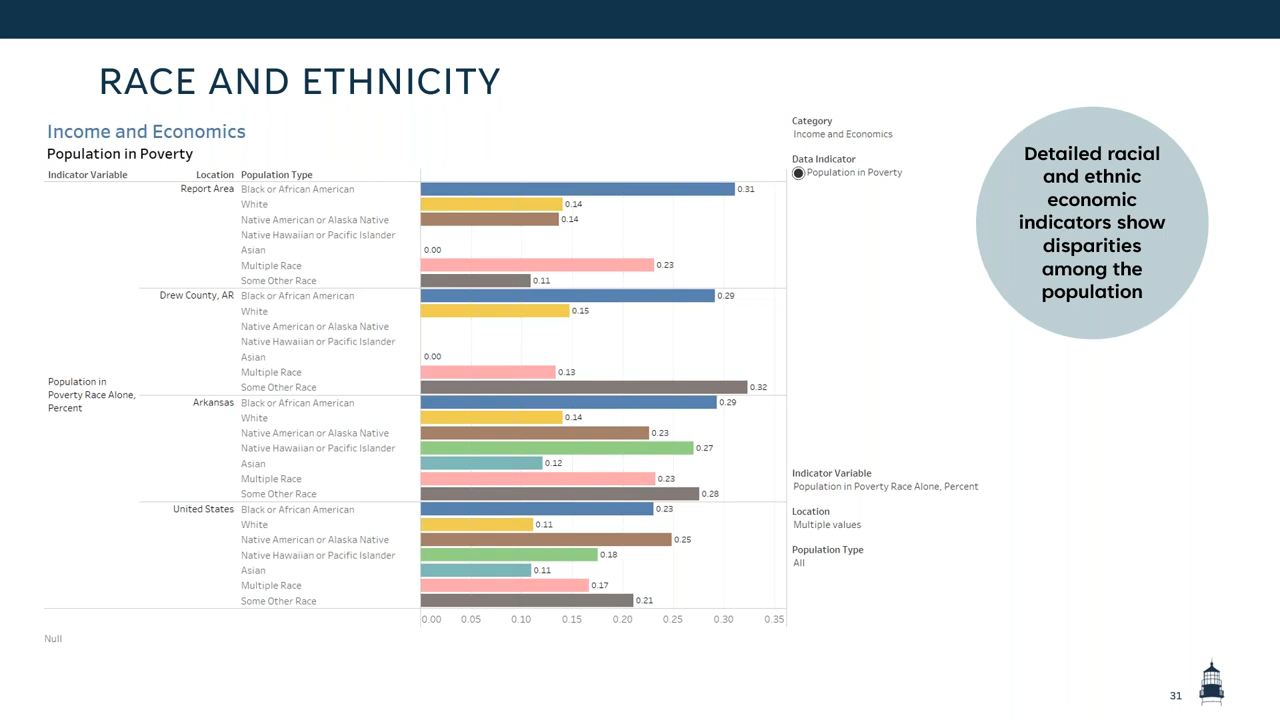 RACE AND ETHNICITY
Income and Economics
Population in Poverty
Indicator Variable Location Population Type
Population in
Poverty Race Alone,
Percent
Report Area Black or African American 0.31
White 0.14
Native American or Alaska Native 0.14
Native Hawaiian or Pacific Islander
Asian 0.00
Multiple Race 0.23
Some Other Race 0.11
Drew County, AR Black or African American 0.29
White 0.15
Native American or Alaska Native
Native Hawaiian or Pacific Islander
Asian 0.00
Multiple Race 0.13
Some Other Race 0.32
Arkansas Black or African American 0.29
White 0.14
Native American or Alaska Native 0.23
Native Hawaiian or Pacific Islander 0.27
Asian 0.12
Multiple Race 0.23
Some Other Race 0.28
United States Black or African American 0.23
White 0.11
Native American or Alaska Native 0.25
Native Hawaiian or Pacific Islander 0.18
Asian 0.11
Multiple Race 0.17
Some Other Race 0.21
0.00 0.05 0.10 0.15 0.20 0.25 0.30 0.35
Null
Category
Income and Economics
Data Indicator
Population in Poverty
Indicator Variable
Population in Poverty Race Alone, Percent
Location
Multiple values
Population Type
All
Detailed racial
and ethnic
economic
indicators show
disparities
among the
population
31